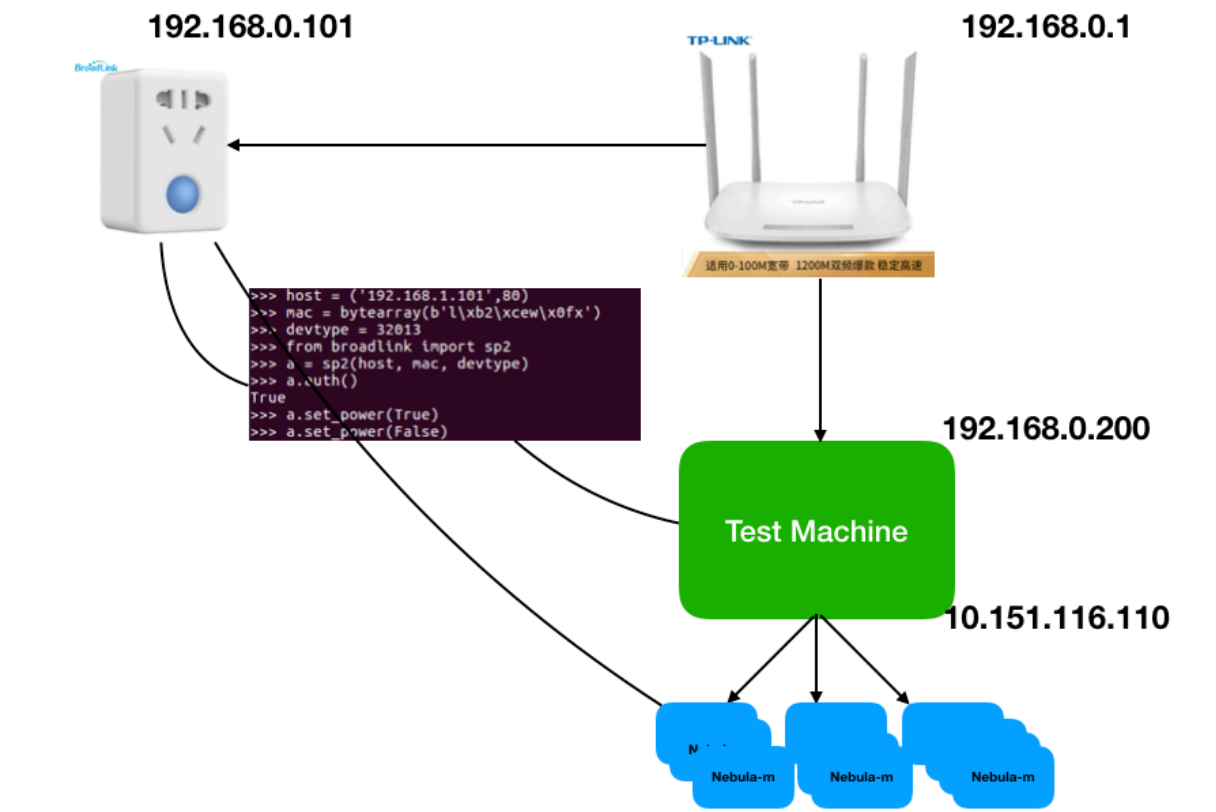 192.168.0.101
192.168.0.1
BroadLink
TP-LINK
TP-LINK
适用0-100M宽带 1200M双频爆款 稳定高速
>>> host = ('192.168.1.101',80)
>>> mac = bytearray(b'l\xb2\xcew\x0fx')
>>> devtype = 32013
>>> from broadlink import sp2
>>> a = sp2(host, mac, devtype)
>>> a.auth()
True
>>> a.set_power(True)
>>> a.set_power(False)
192.168.0.200
Test Machine
10.151.116.110
Nebula-m
Nebula-m
Nebula-m